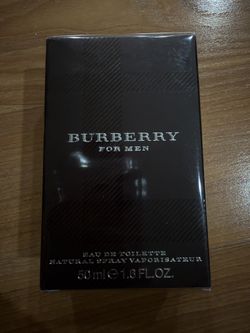 BURBERRY
FOR MEN
EAU DE TOILETTE
NATURAL SPRAY VAPORISATEUR
50 ml ℮ 1.6 FL.OZ.